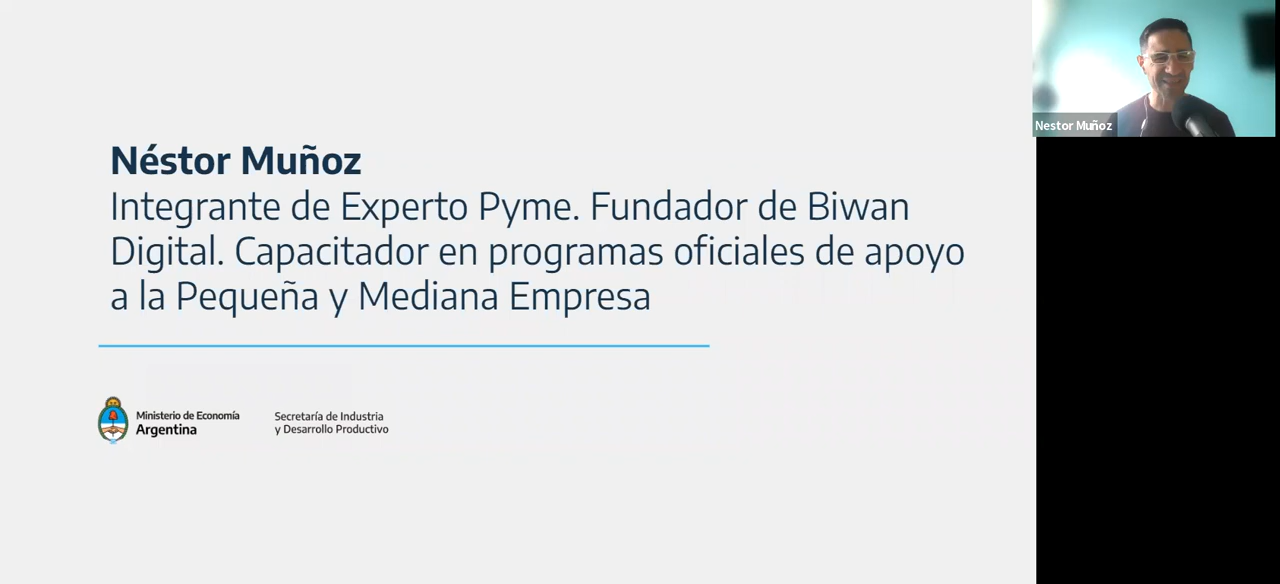 Néstor Muñoz
Integrante de Experto Pyme. Fundador de Biwan
Digital. Capacitador en programas oficiales de apoyo
a la Pequeña y Mediana Empresa
Ministerio de Economía
Argentina
Secretaría de Industria
y Desarrollo Productivo
Nestor Muñoz